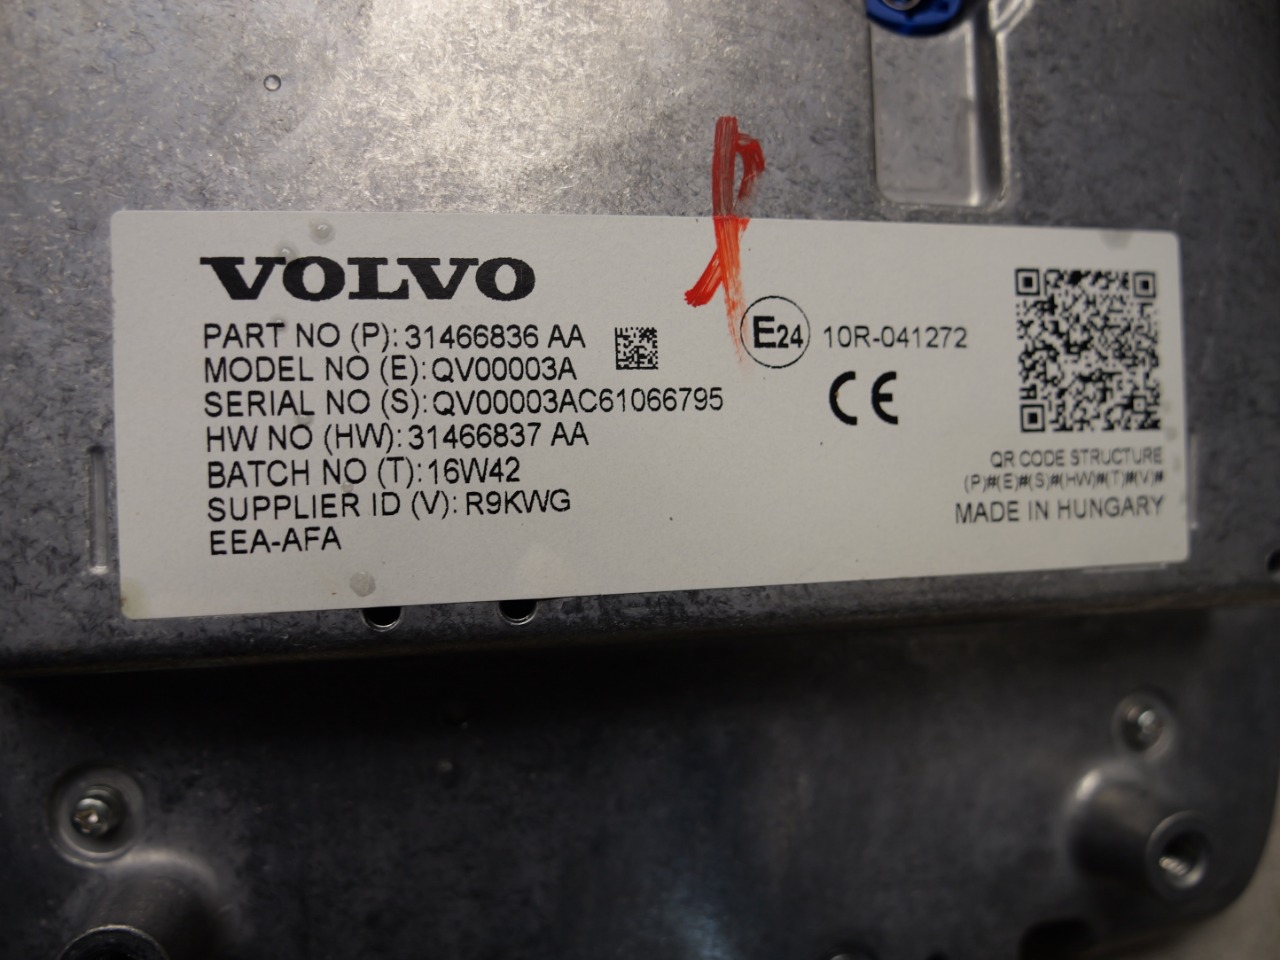 VOLVO
PART NO (P): 31466836 AA
MODEL NO (E): QV00003A
SERIAL NO (S): QV00003AC61066795
HW NO (HW): 31466837 AA
BATCH NO (T): 16W42
SUPPLIER ID (V): R9KWG
EEA-AFA
E24 10R-041272
CE
QR CODE STRUCTURE
(P)#(E)#(S)#(HW)#(T)#(V)#
MADE IN HUNGARY